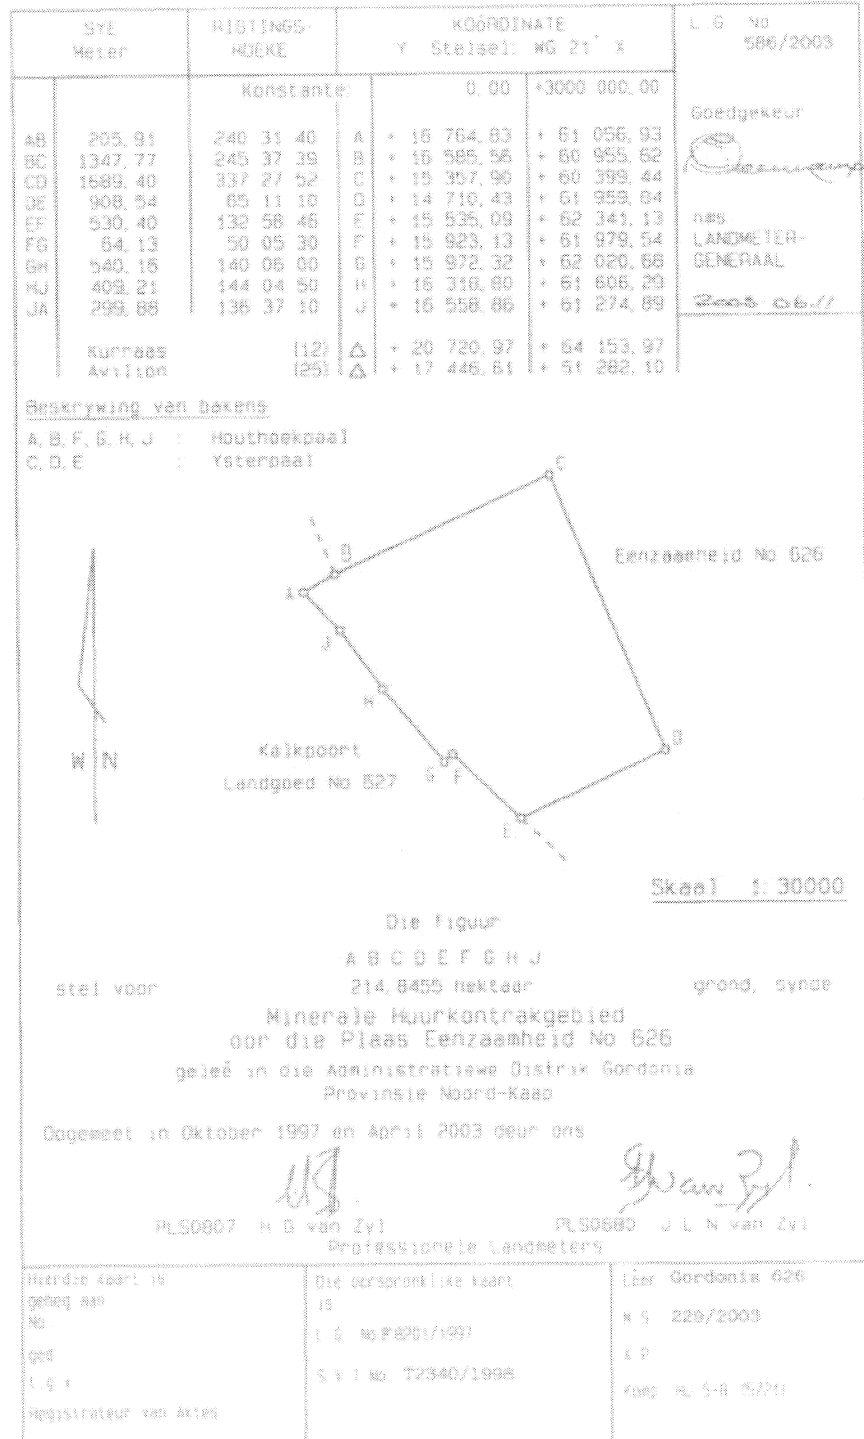 SYE RIGTINGS- KOÖRDINATE L.G. No
Meter HOEKE Y Stelsel: WG 21° X 586/2003
Konstante: 0,00 +3000 000,00
Goedgekeur
AB 205,91 240 31 40 A + 16 764,83 + 61 056,93
BC 1347,77 245 37 39 B + 16 585,56 + 60 955,62
CD 1689,40 337 27 52 C + 15 357,90 + 60 399,44
DE 908,54 65 11 10 D + 14 710,43 + 61 959,84
EF 530,40 132 58 46 E + 15 535,09 + 62 341,13 nms
FG 64,13 50 05 30 F + 15 923,13 + 61 979,54 LANDMETER-
GH 540,16 140 06 00 G + 15 972,32 + 62 020,68 GENERAAL
HJ 409,21 144 04 50 H + 16 318,80 + 61 606,29
JA 299,88 136 37 10 J + 16 558,86 + 61 274,89 2003-06-11
Kurraas (12) △ + 20 720,97 + 64 153,97
Avilion (25) △ + 17 446,61 + 51 282,10
Beskrywing van bakens
A,B,F,G,H,J : Houthoekpaal
C,D,E : Ysterpaal
C
B
Eenzaamheid No 626
A
J
H
D
W N
Kalkpoort
G F
Landgoed No 627
E
Skaal 1:30000
Die figuur
A B C D E F G H J
stel voor 214,8455 hektaar grond, synde
Minerale Huurkontrakgebied
oor die Plaas Eenzaamheid No 626
geleë in die Administratiewe Distrik Gordonia
Provinsie Noord-Kaap
Opgemeet in Oktober 1997 en April 2003 deur ons
PLS0807 H D van Zyl PLS0680 J L N van Zyl
Professionele Landmeters
Hierdie kaart is Die oorspronklike kaart Lêer Gordonia 626
geheg aan is
No M S 229/2003
L.G. No 8201/1997
ged
S.V.T No T2340/1998
t.g.v
Registrateur van Aktes